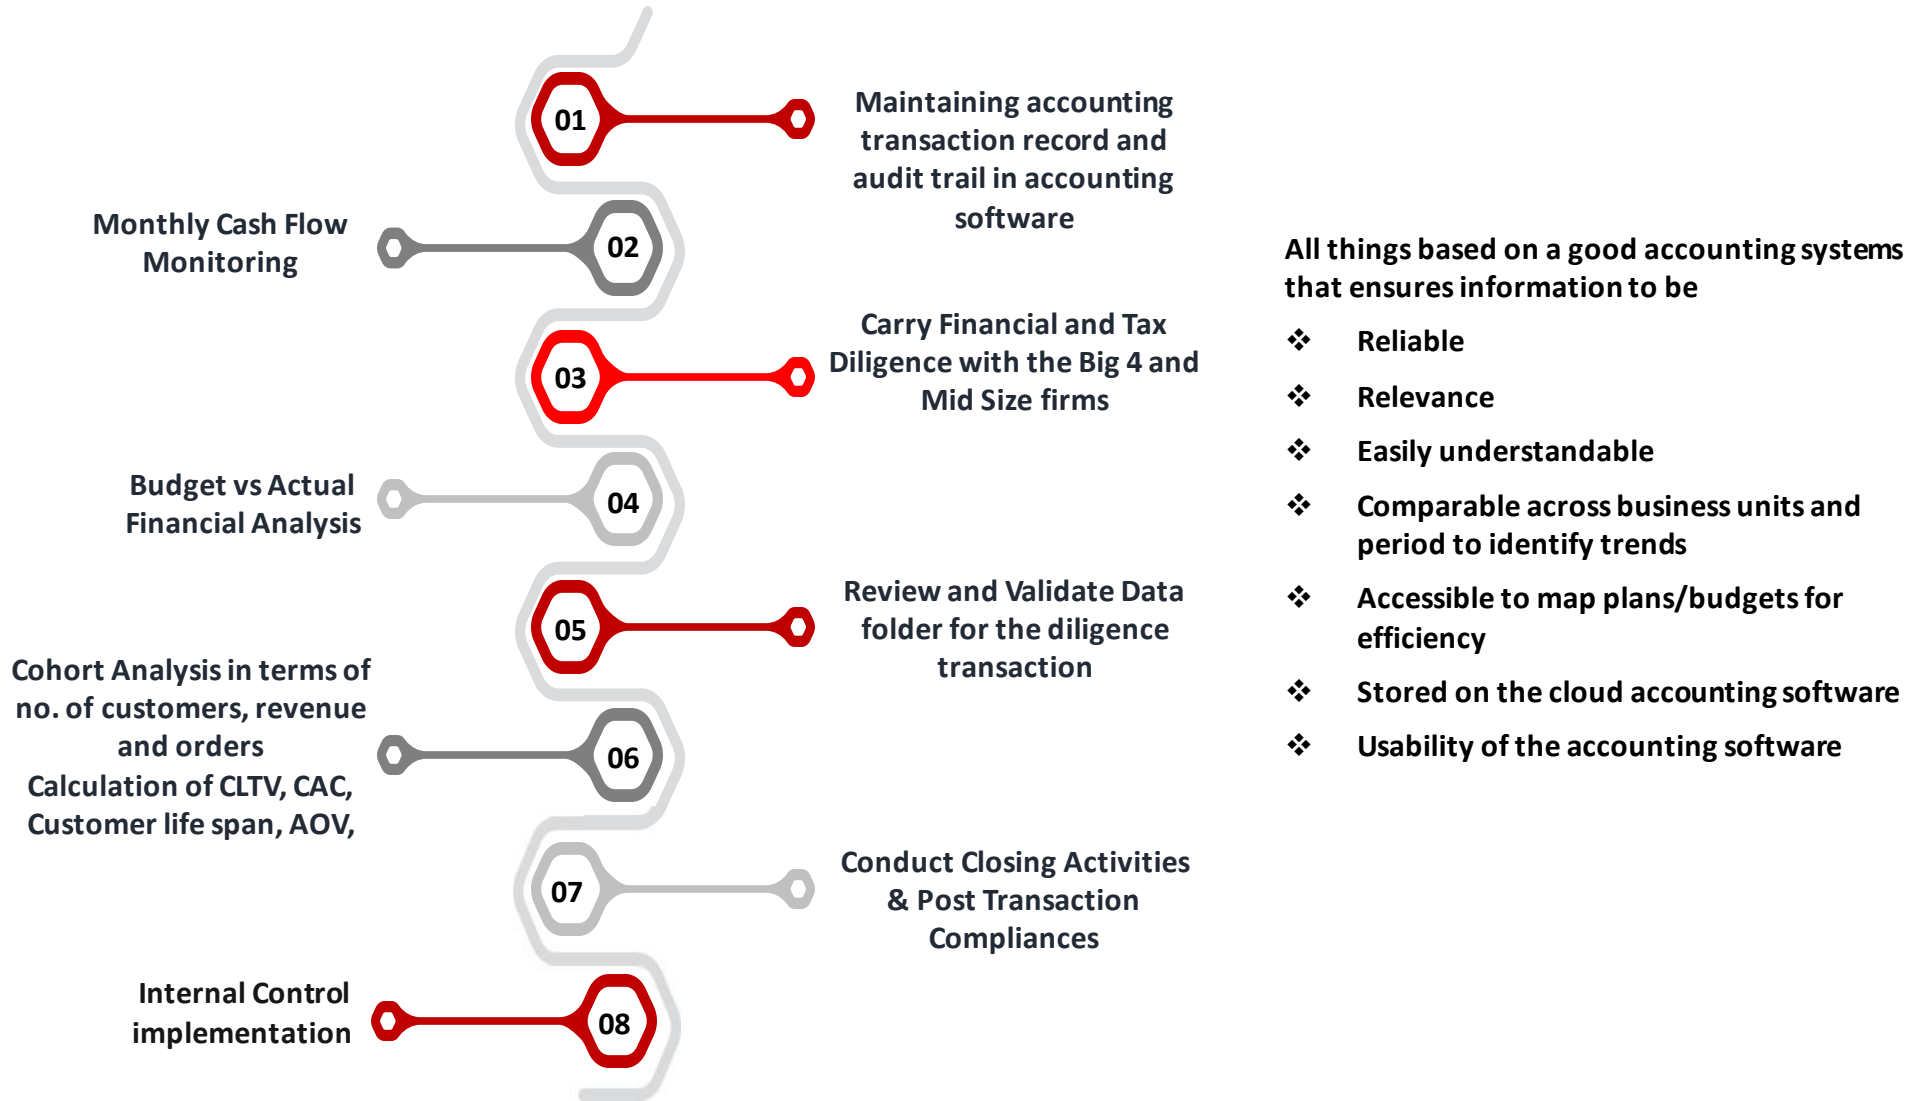 01
Maintaining accounting
transaction record and
audit trail in accounting
software
Monthly Cash Flow
Monitoring
02
03
Carry Financial and Tax
Diligence with the Big 4 and
Mid Size firms
Budget vs Actual
Financial Analysis
04
05
Review and Validate Data
folder for the diligence
transaction
Cohort Analysis in terms of
no. of customers, revenue
and orders
Calculation of CLTV, CAC,
Customer life span, AOV,
06
07
Conduct Closing Activities
& Post Transaction
Compliances
Internal Control
implementation
08
All things based on a good accounting systems
that ensures information to be
❖ Reliable
❖ Relevance
❖ Easily understandable
❖ Comparable across business units and
period to identify trends
❖ Accessible to map plans/budgets for
efficiency
❖ Stored on the cloud accounting software
❖ Usability of the accounting software